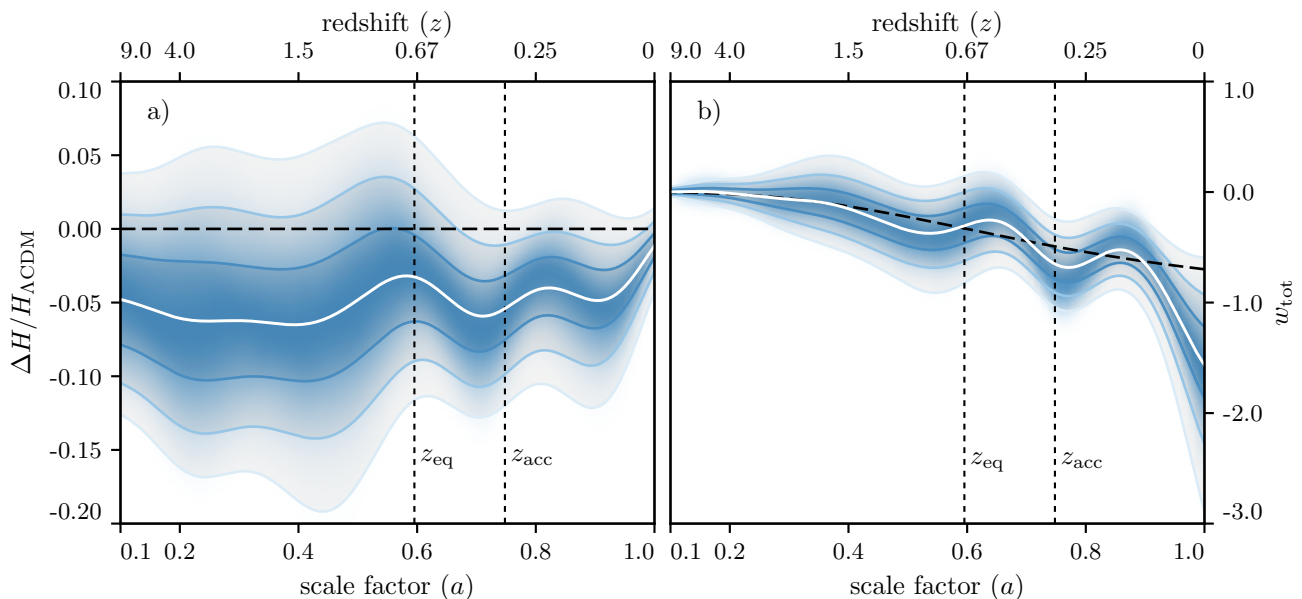 redshift (z) redshift (z)
9.0 4.0 1.5 0.67 0.25 0 9.0 4.0 1.5 0.67 0.25 0
a) b)
0.10
0.05
0.00
-0.05
-0.10
-0.15
-0.20
ΔH/H_ΛCDM
z_eq z_acc z_eq z_acc
1.0
0.0
-1.0
-2.0
-3.0
w_tot
0.1 0.2 0.4 0.6 0.8 1.0 0.1 0.2 0.4 0.6 0.8 1.0
scale factor (a) scale factor (a)